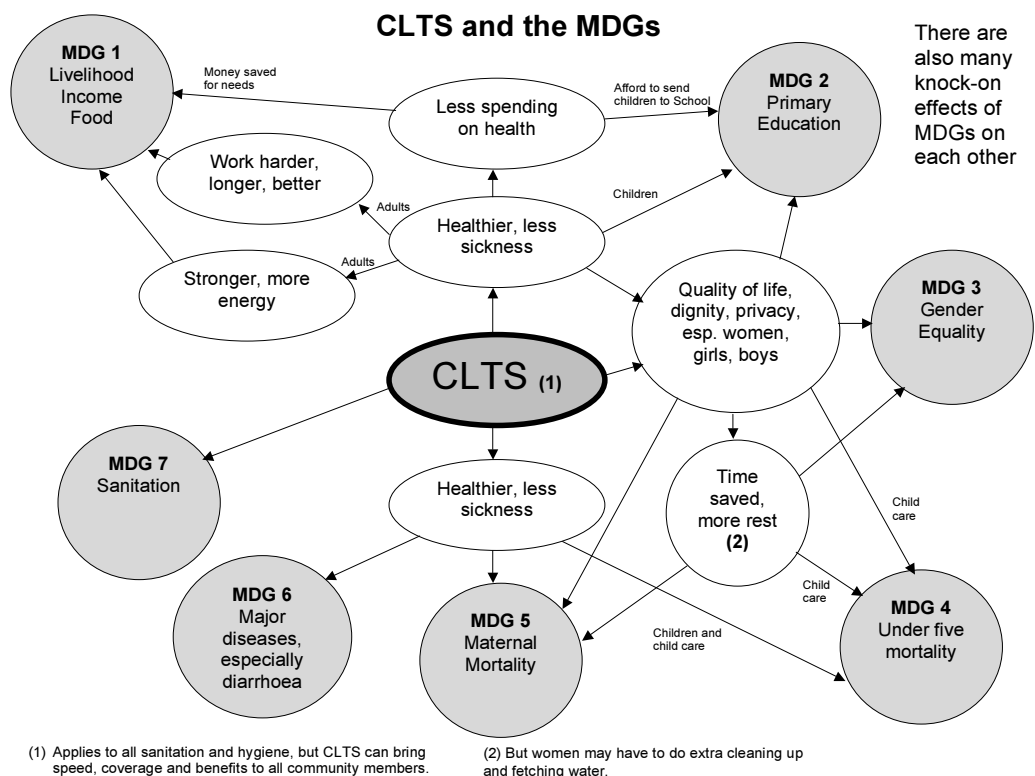 CLTS and the MDGs
There are
also many
knock-on
effects of
MDGs on
each other
MDG 1
Livelihood
Income
Food
Money saved
for needs
Less spending
on health
Afford to send
children to School
MDG 2
Primary
Education
Work harder,
longer, better
Adults
Healthier, less
sickness
Children
Stronger, more
energy
Adults
Quality of life,
dignity, privacy,
esp. women,
girls, boys
MDG 3
Gender
Equality
CLTS (1)
MDG 7
Sanitation
Healthier, less
sickness
Time
saved,
more rest
(2)
Child
care
Child
care
MDG 6
Major
diseases,
especially
diarrhoea
MDG 5
Maternal
Mortality
Children and
child care
MDG 4
Under five
mortality
(1) Applies to all sanitation and hygiene, but CLTS can bring
speed, coverage and benefits to all community members.
(2) But women may have to do extra cleaning up
and fetching water.